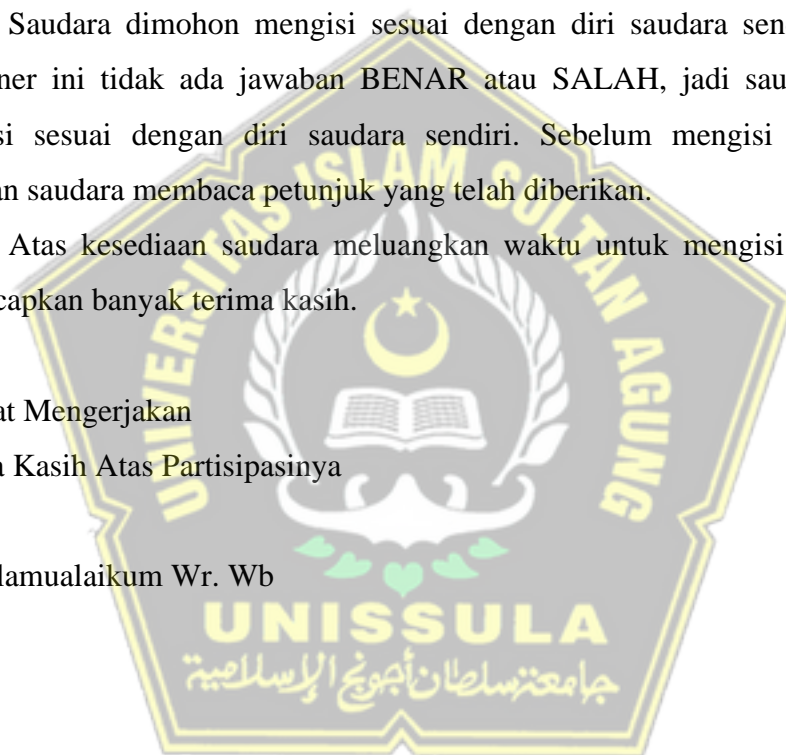 Saudara dimohon mengisi sesuai dengan diri saudara sen
ner ini tidak ada jawaban BENAR atau SALAH, jadi sau
si sesuai dengan diri saudara sendiri. Sebelum mengisi
an saudara membaca petunjuk yang telah diberikan.
Atas kesediaan saudara meluangkan waktu untuk mengisi
capkan banyak terima kasih.
at Mengerjakan
a Kasih Atas Partisipasinya
lamualaikum Wr. Wb
UNIVERSITAS ISLAM SULTAN AGUNG
UNISSULA
جامعتسلطان أجونج الإسلامية